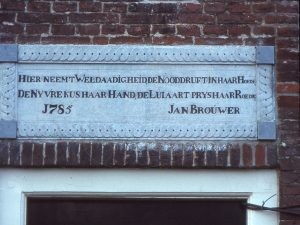 HIER NEEMT WELDAADIGHEID DE NOODDRUFT IN HAAR HOEDE
DE NYVRE KUS HAAR HAND, DE LUIAART PRYS HAAR ROEDE
1785 JAN BROUWER